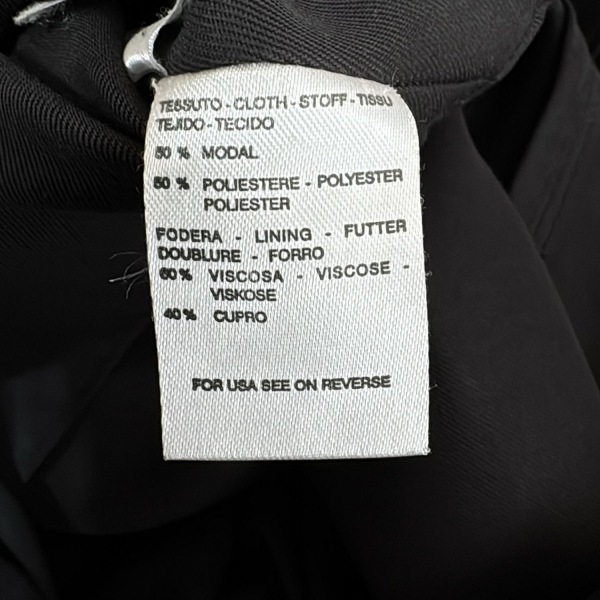 TESSUTO - CLOTH - STOFF - TISSU
TEJIDO - TECIDO
50 % MODAL
50 % POLIESTERE - POLYESTER
POLIESTER
FODERA - LINING - FUTTER
DOUBLURE - FORRO
60 % VISCOSA - VISCOSE -
VISKOSE
40 % CUPRO
FOR USA SEE ON REVERSE